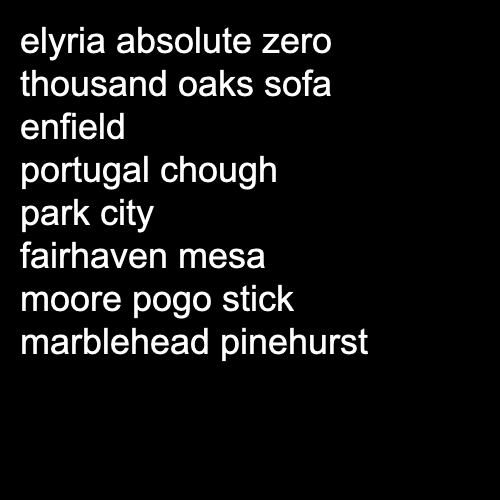 elyria absolute zero
thousand oaks sofa
enfield
portugal chough
park city
fairhaven mesa
moore pogo stick
marblehead pinehurst